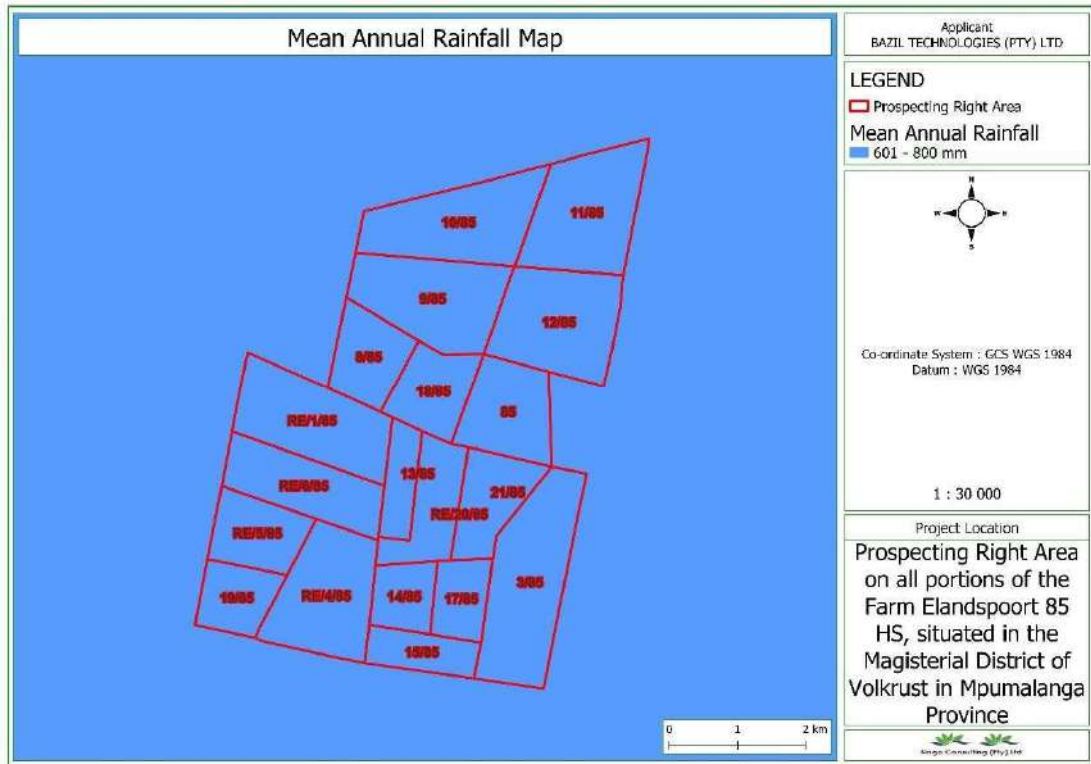 Mean Annual Rainfall Map
Applicant
BAZIL TECHNOLOGIES (PTY) LTD
LEGEND
Prospecting Right Area
Mean Annual Rainfall
601 - 800 mm
N
W
E
S
Co-ordinate System : GCS WGS 1984
Datum : WGS 1984
1 : 30 000
Project Location
Prospecting Right Area
on all portions of the
Farm Elandspoort 85
HS, situated in the
Magisterial District of
Volkrust in Mpumalanga
Province
11/85
10/85
9/85
12/85
8/85
18/85
85
RE/1/85
13/85
RE/6/85
21/85
RE/20/85
RE/5/85
3/85
19/85
RE/4/85
14/85
17/85
15/85
0 1 2 km
Consulting (Pty) Ltd